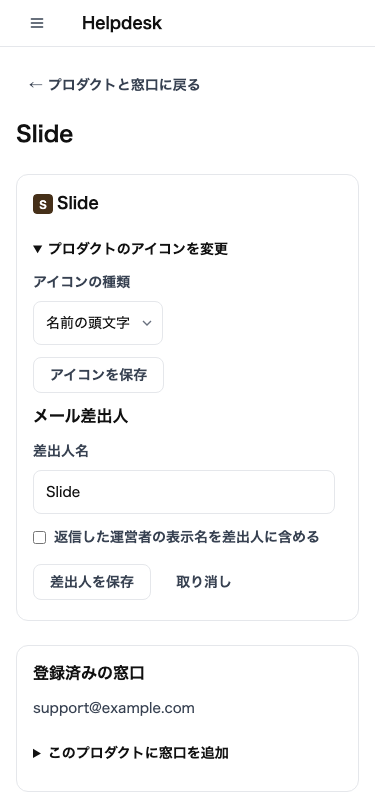 Helpdesk
← プロダクトと窓口に戻る
Slide
S Slide
▼ プロダクトのアイコンを変更
アイコンの種類
名前の頭文字
アイコンを保存
メール差出人
差出人名
Slide
返信した運営者の表示名を差出人に含める
差出人を保存 取り消し
登録済みの窓口
support@example.com
▶ このプロダクトに窓口を追加